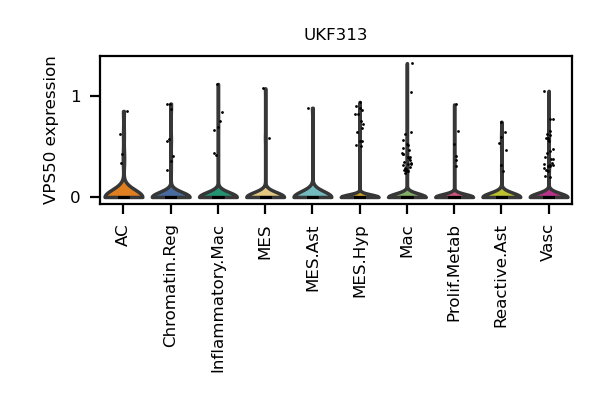 UKF313
VPS50 expression
1
0
AC
Chromatin.Reg
Inflammatory.Mac
MES
MES.Ast
MES.Hyp
Mac
Prolif.Metab
Reactive.Ast
Vasc